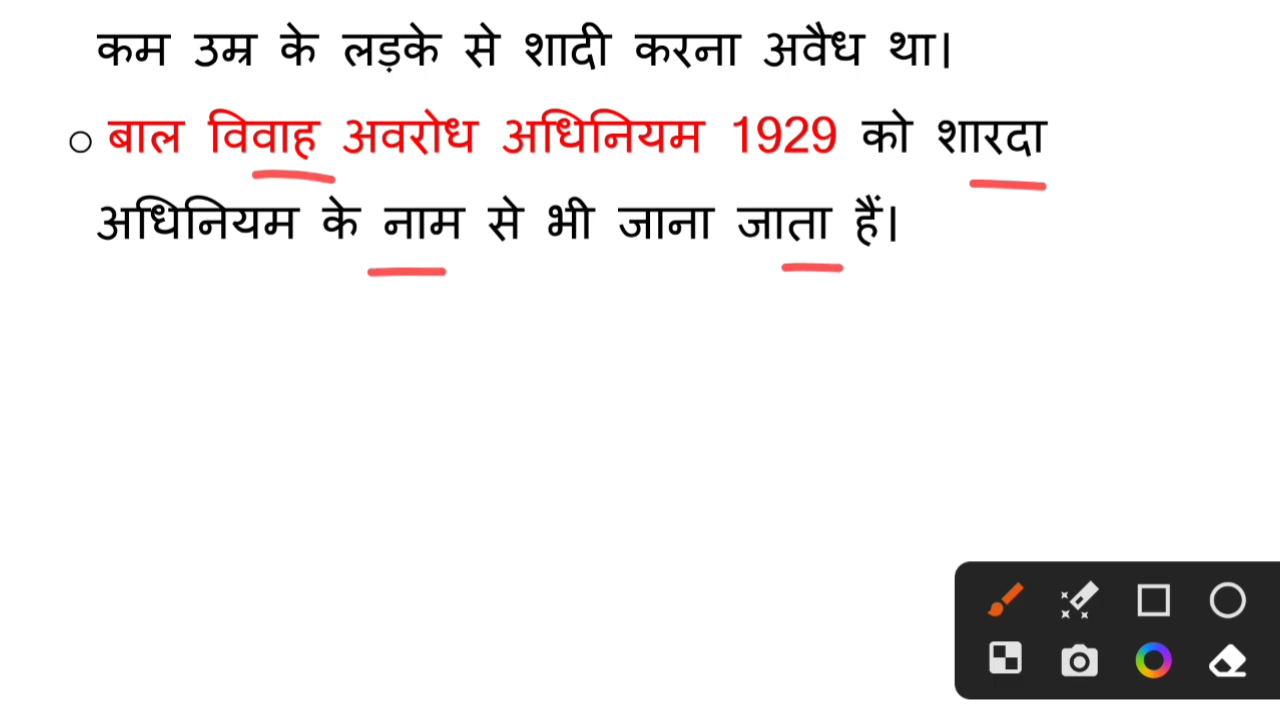 कम उम्र के लड़के से शादी करना अवैध था।
○ बाल विवाह अवरोध अधिनियम 1929 को शारदा
अधिनियम के नाम से भी जाना जाता हैं।